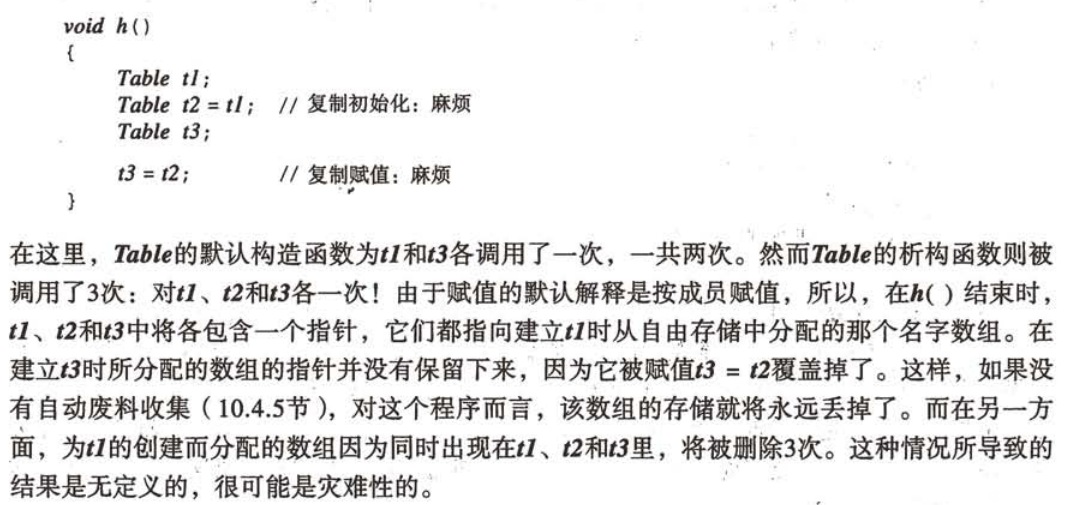 void h()
{
Table t1;
Table t2 = t1; // 复制初始化：麻烦
Table t3;
t3 = t2; // 复制赋值：麻烦
}
在这里，Table的默认构造函数为t1和t3各调用了一次，一共两次。然而Table的析构函数则被
调用了3次：对t1、t2和t3各一次！由于赋值的默认解释是按成员赋值，所以，在h( ) 结束时，
t1、t2和t3中将各包含一个指针，它们都指向建立t1时从自由存储中分配的那个名字数组。在
建立t3时所分配的数组的指针并没有保留下来，因为它被赋值t3 = t2覆盖掉了。这样，如果没
有自动废料收集（10.4.5节），对这个程序而言，该数组的存储就将永远丢掉了。而在另一方
面，为t1的创建而分配的数组因为同时出现在t1、t2和t3里，将被删除3次。这种情况所导致的
结果是无定义的，很可能是灾难性的。